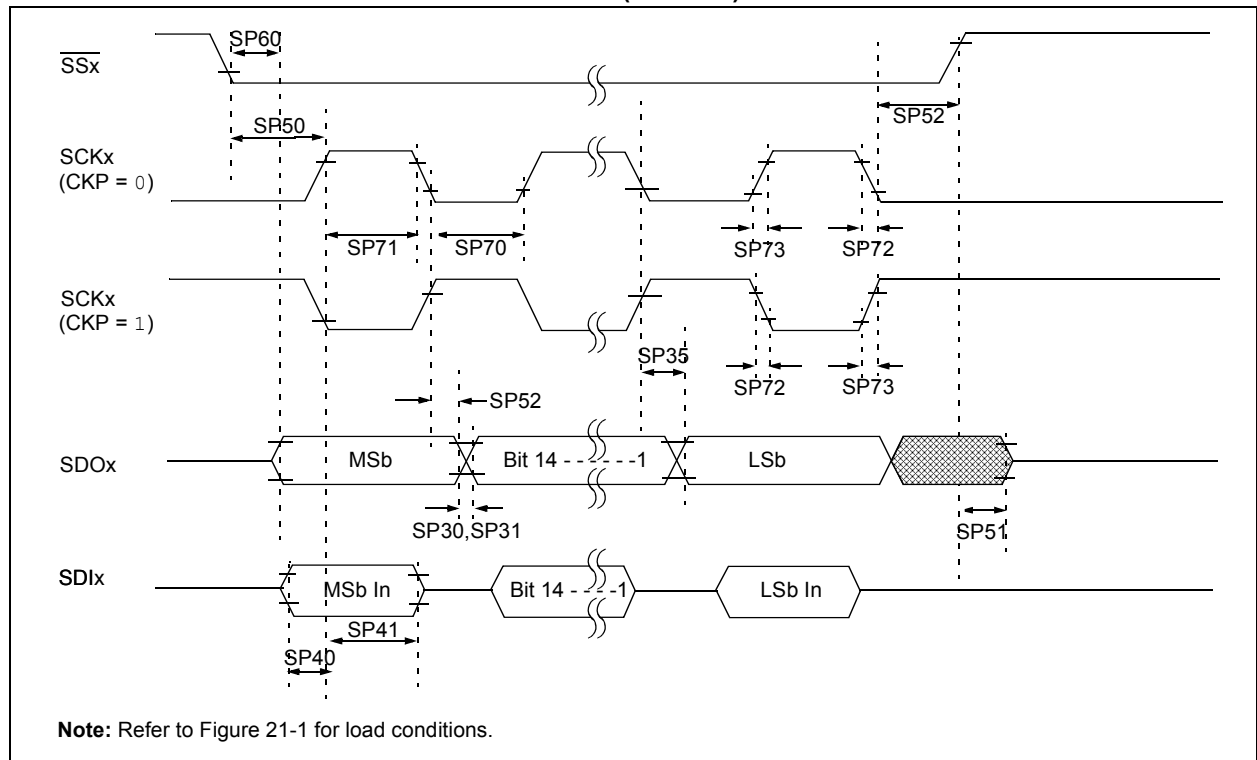 SP60
SSx
SP50
SP52
SCKx
(CKP = 0)
SP71
SP70
SP73
SP72
SCKx
(CKP = 1)
SP35
SP72
SP73
SP52
SDOx
MSb
Bit 14 - - - - - -1
LSb
SP30,SP31
SP51
SDIx
MSb In
Bit 14 - - - -1
LSb In
SP41
SP40
Note: Refer to Figure 21-1 for load conditions.